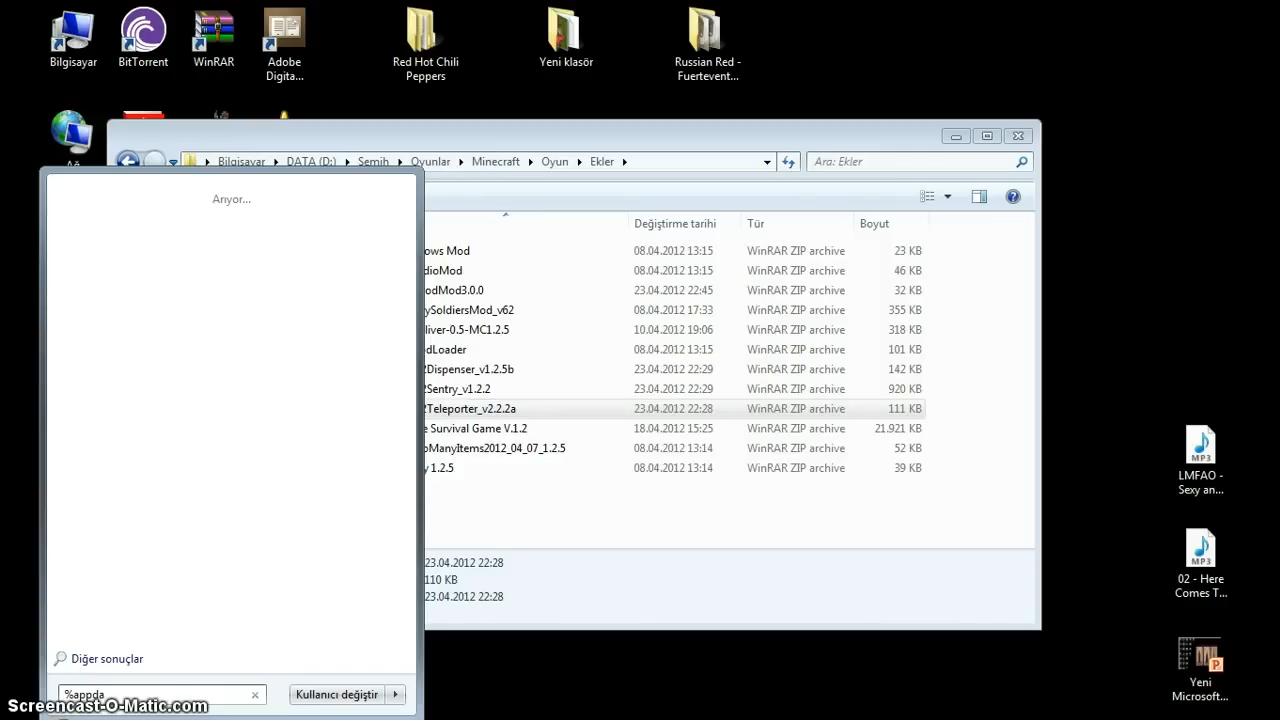 Bilgisayar
BitTorrent
WinRAR
Adobe
Digita...
Red Hot Chili
Peppers
Yeni klasör
Russian Red -
Fuertevent...
Bilgisayar
DATA (D:)
Semih
Oyunlar
Minecraft
Oyun
Ekler
Ara: Ekler
Arıyor...
Değiştirme tarihi Tür Boyut
ows Mod 08.04.2012 13:15 WinRAR ZIP archive 23 KB
dioMod 08.04.2012 13:15 WinRAR ZIP archive 46 KB
odMod3.0.0 23.04.2012 22:45 WinRAR ZIP archive 32 KB
ySoldiersMod_v62 08.04.2012 17:33 WinRAR ZIP archive 355 KB
liver-0.5-MC1.2.5 10.04.2012 19:06 WinRAR ZIP archive 318 KB
dLoader 08.04.2012 13:15 WinRAR ZIP archive 101 KB
2Dispenser_v1.2.5b 23.04.2012 22:29 WinRAR ZIP archive 142 KB
2Sentry_v1.2.2 23.04.2012 22:29 WinRAR ZIP archive 920 KB
2Teleporter_v2.2.2a 23.04.2012 22:28 WinRAR ZIP archive 111 KB
e Survival Game V.1.2 18.04.2012 15:25 WinRAR ZIP archive 21.921 KB
oManyItems2012_04_07_1.2.5 08.04.2012 13:14 WinRAR ZIP archive 52 KB
y 1.2.5 08.04.2012 13:14 WinRAR ZIP archive 39 KB
23.04.2012 22:28
110 KB
23.04.2012 22:28
MP3
LMFAO -
Sexy an...
MP3
02 - Here
Comes T...
Yeni
Microsoft...
Diğer sonuçlar
%appda
Kullanıcı değiştir
Screencast-O-Matic.com